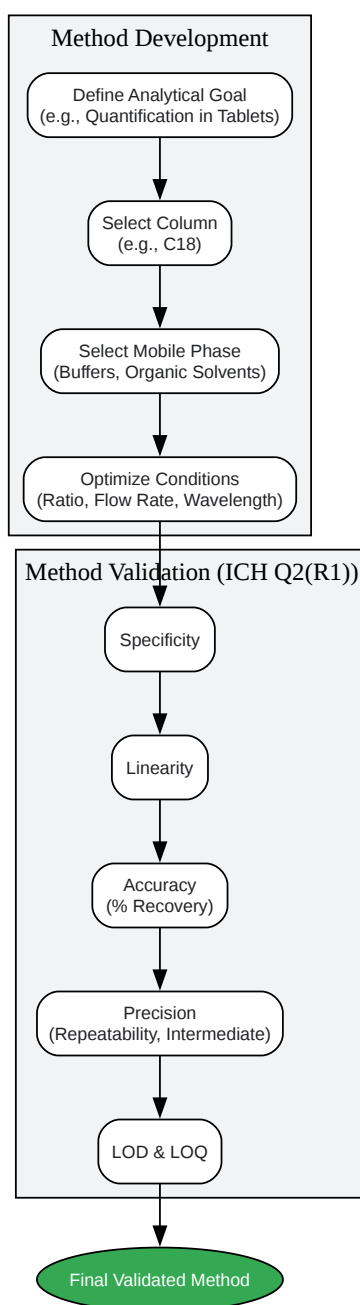 Method Development
Define Analytical Goal
(e.g., Quantification in Tablets)
Select Column
(e.g., C18)
Select Mobile Phase
(Buffers, Organic Solvents)
Optimize Conditions
(Ratio, Flow Rate, Wavelength)
Method Validation (ICH Q2(R1))
Specificity
Linearity
Accuracy
(% Recovery)
Precision
(Repeatability, Intermediate)
LOD & LOQ
Final Validated Method